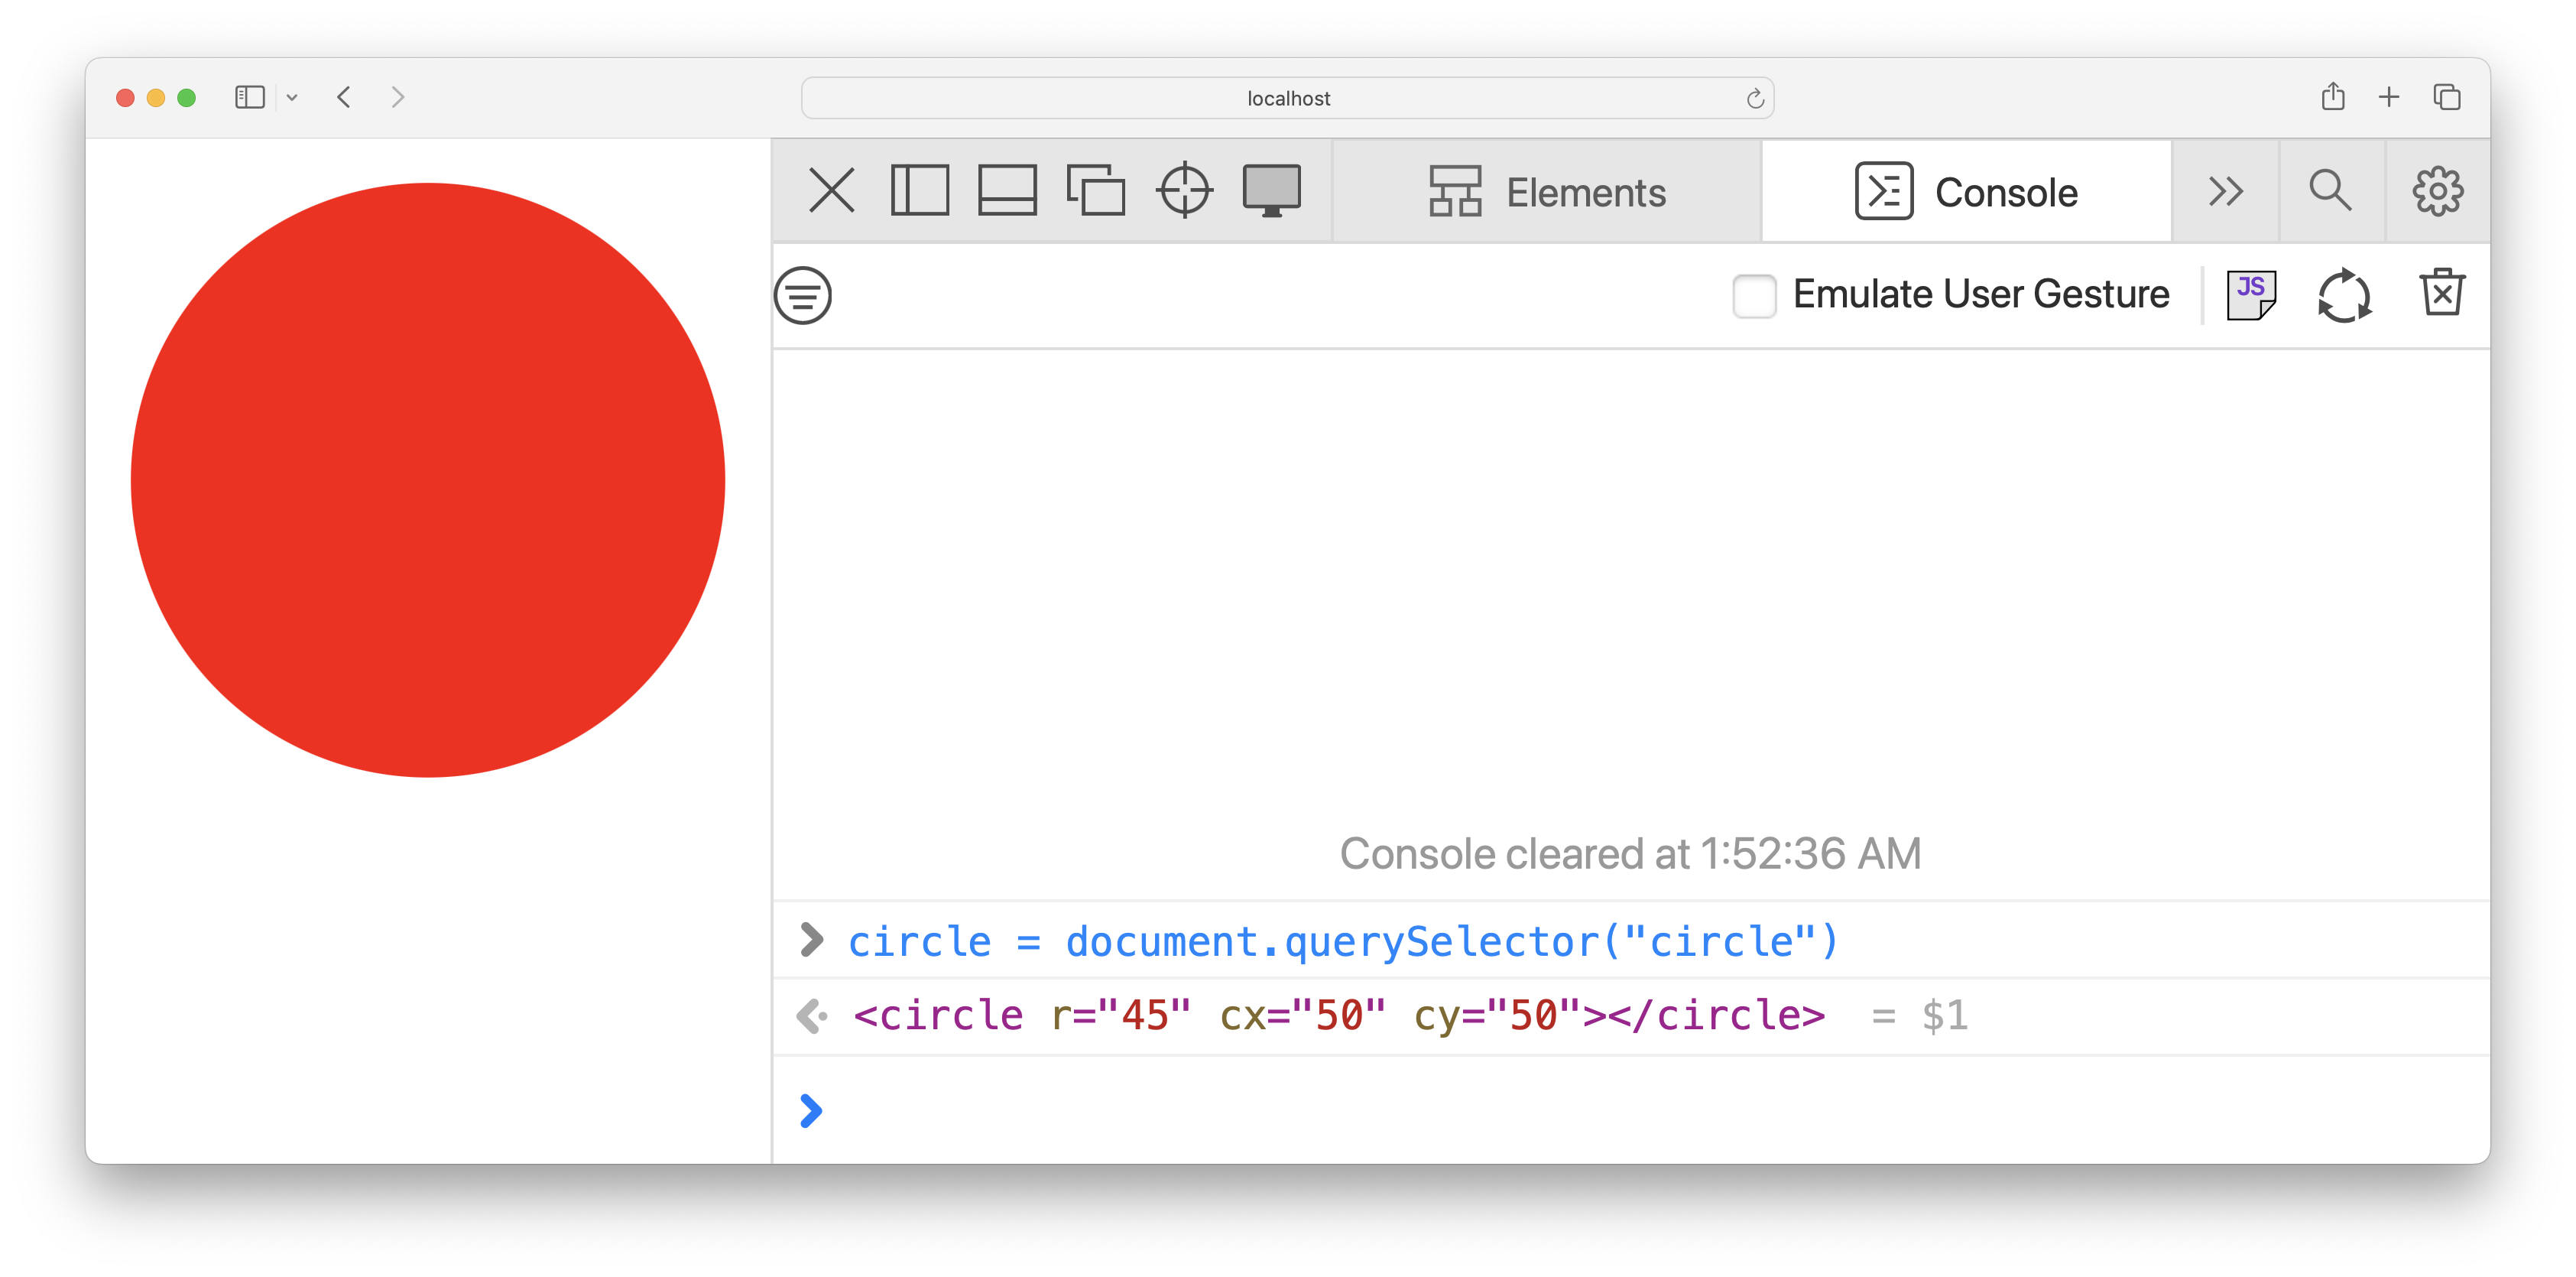 localhost
Elements
Console
Emulate User Gesture
JS
Console cleared at 1:52:36 AM
circle = document.querySelector("circle")
<circle r="45" cx="50" cy="50"></circle> = $1